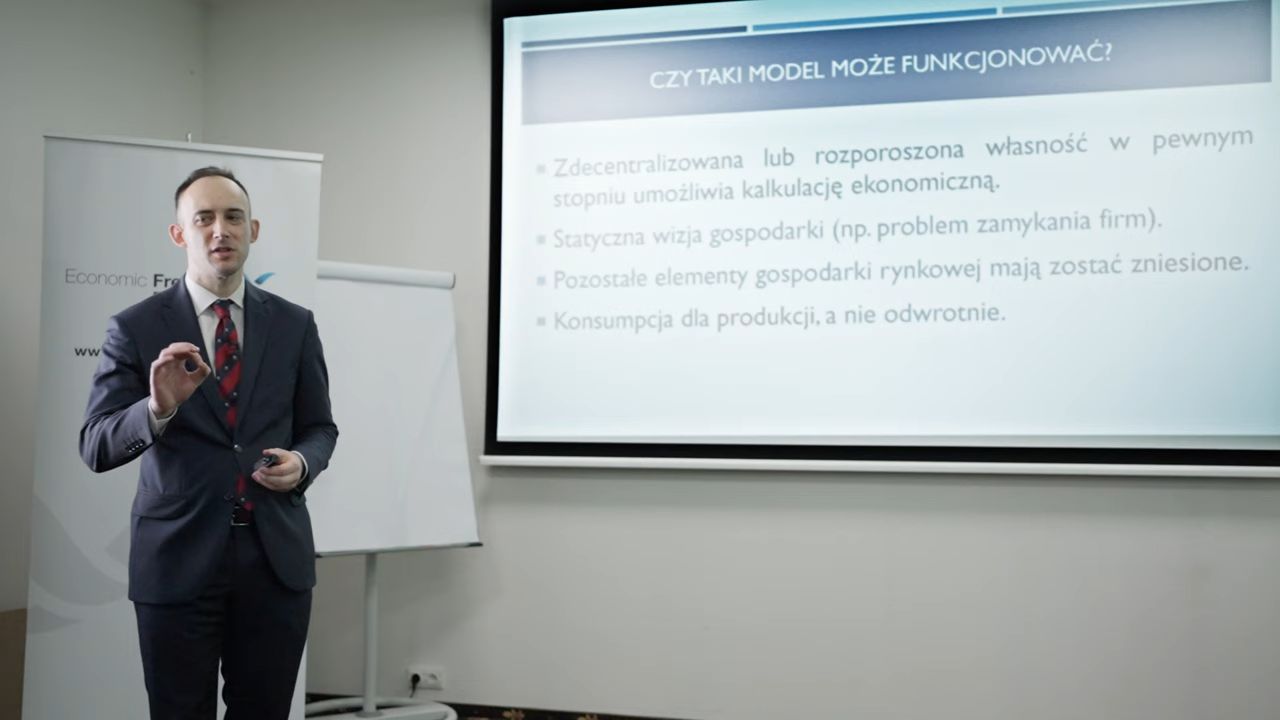 CZY TAKI MODEL MOŻE FUNKCJONOWAĆ?
Zdecentralizowana lub rozporoszona własność w pewnym
stopniu umożliwia kalkulację ekonomiczną.
Statyczna wizja gospodarki (np. problem zamykania firm).
Pozostałe elementy gospodarki rynkowej mają zostać zniesione.
Konsumpcja dla produkcji, a nie odwrotnie.
Economic